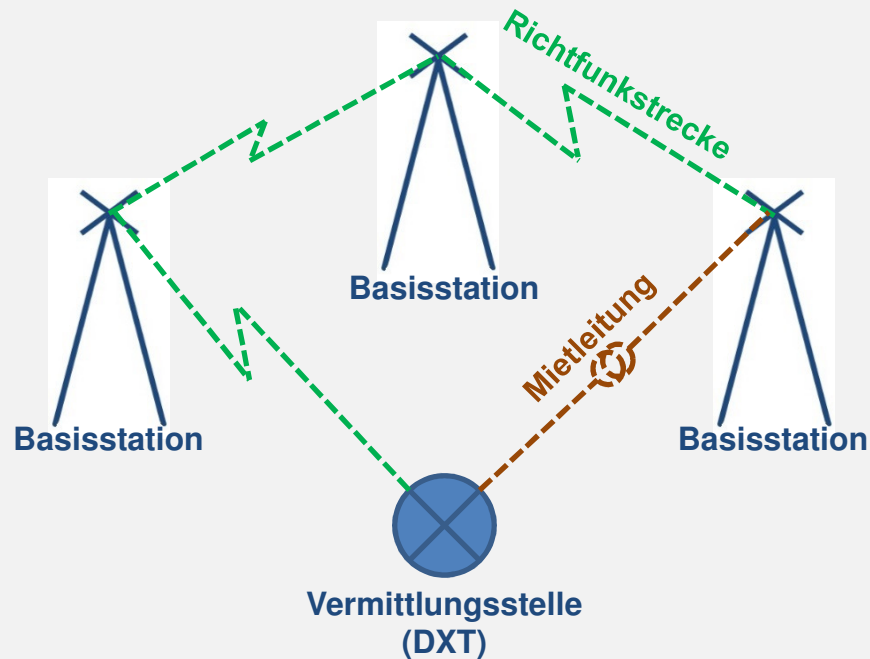 Richtfunkstrecke
Basisstation
Mietleitung
Basisstation
Basisstation
Vermittlungsstelle
(DXT)